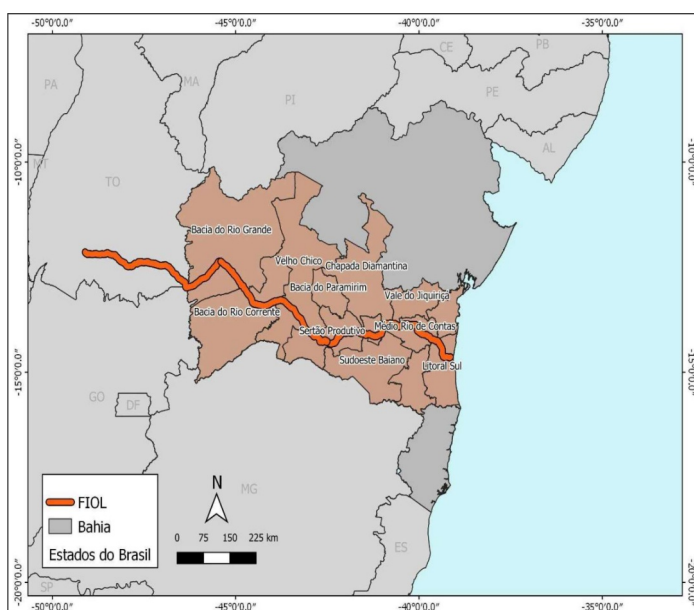 -50°0'0.0" -45°0'0.0" -40°0'0.0" -35°0'0.0"
CE
PB
PA
MA
PI
PE
AL
-10°0'0.0"
-10°0'0.0"
MT
TO
Bacia do Rio Grande
Velho Chico
Chapada Diamantina
Bacia do Paramirim
Vale do Jiquiriçá
Bacia do Rio Corrente
Sertão Produtivo
Médio Rio de Contas
Sudoeste Baiano
Litoral Sul
-15°0'0.0"
-15°0'0.0"
GO
DF
MG
ES
SP
FIOL
Bahia
Estados do Brasil
N
0 75 150 225 km
-20°0'0.0"
-20°0'0.0"
-50°0'0.0" -45°0'0.0" -40°0'0.0" -35°0'0.0"